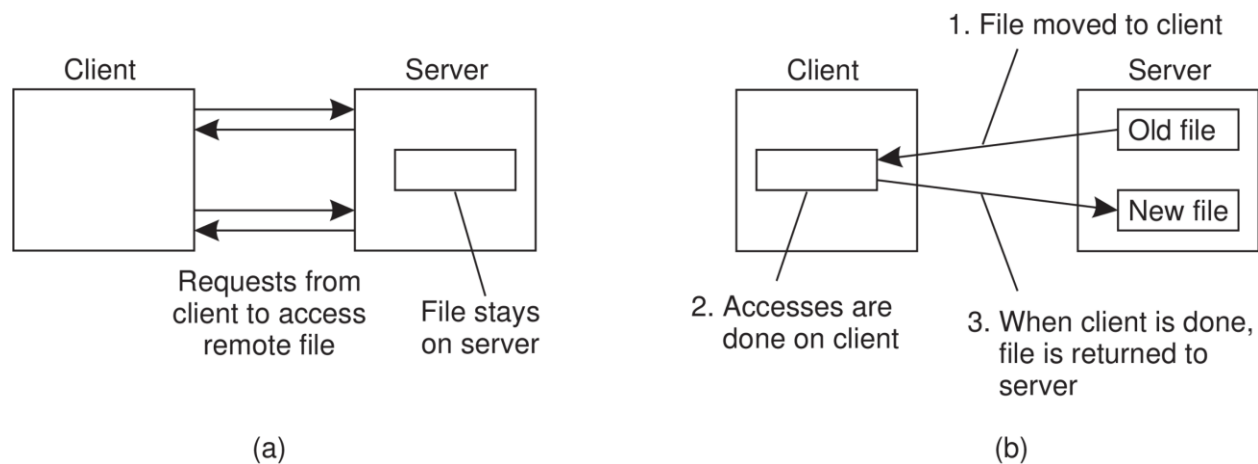 Client
Server
Requests from
client to access
remote file
File stays
on server
(a)
1. File moved to client
Client
Server
Old file
New file
2. Accesses are
done on client
3. When client is done,
file is returned to
server
(b)